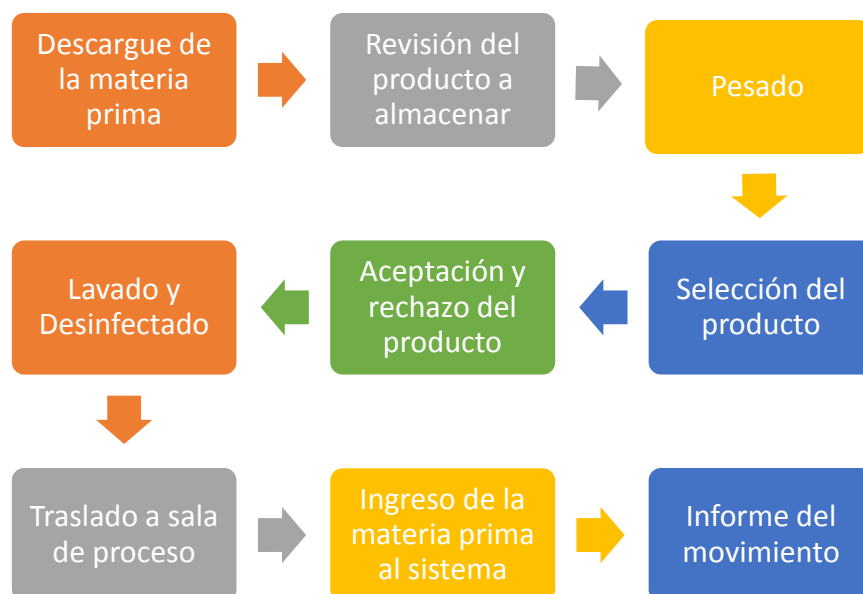 Descargue de
la materia
prima
Revisión del
producto a
almacenar
Pesado
Selección del
producto
Aceptación y
rechazo del
producto
Lavado y
Desinfectado
Traslado a sala
de proceso
Ingreso de la
materia prima
al sistema
Informe del
movimiento